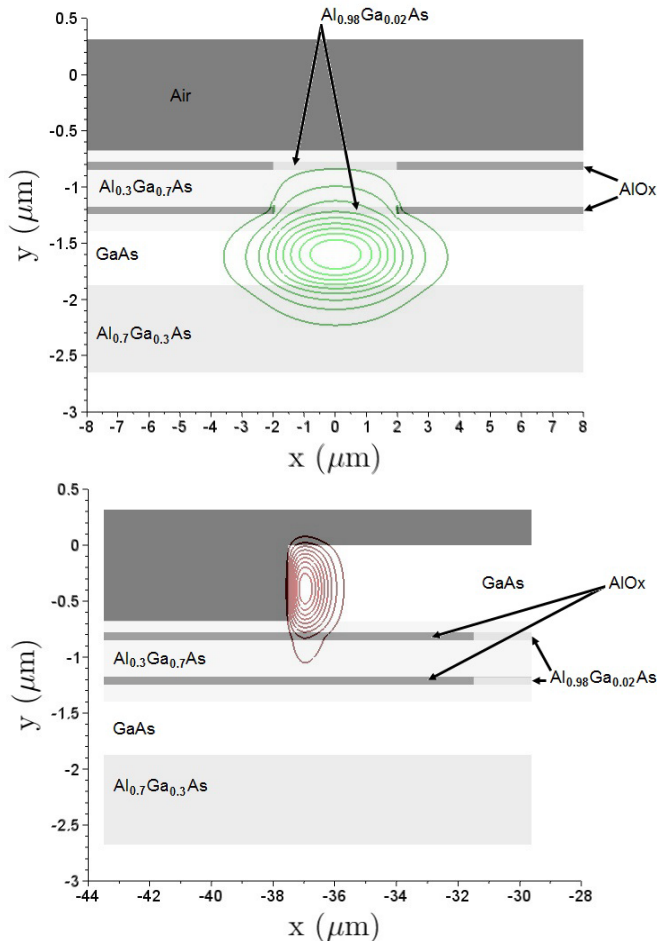 Al0.98Ga0.02As
0.5
0
-0.5
-1
-1.5
-2
-2.5
-3
Air
Al0.3Ga0.7As
AlOx
GaAs
Al0.7Ga0.3As
y (μm)
-8 -7 -6 -5 -4 -3 -2 -1 0 1 2 3 4 5 6 7 8
x (μm)
0.5
0
-0.5
-1
-1.5
-2
-2.5
-3
GaAs
AlOx
Al0.3Ga0.7As
Al0.98Ga0.02As
GaAs
Al0.7Ga0.3As
y (μm)
-44 -42 -40 -38 -36 -34 -32 -30 -28
x (μm)